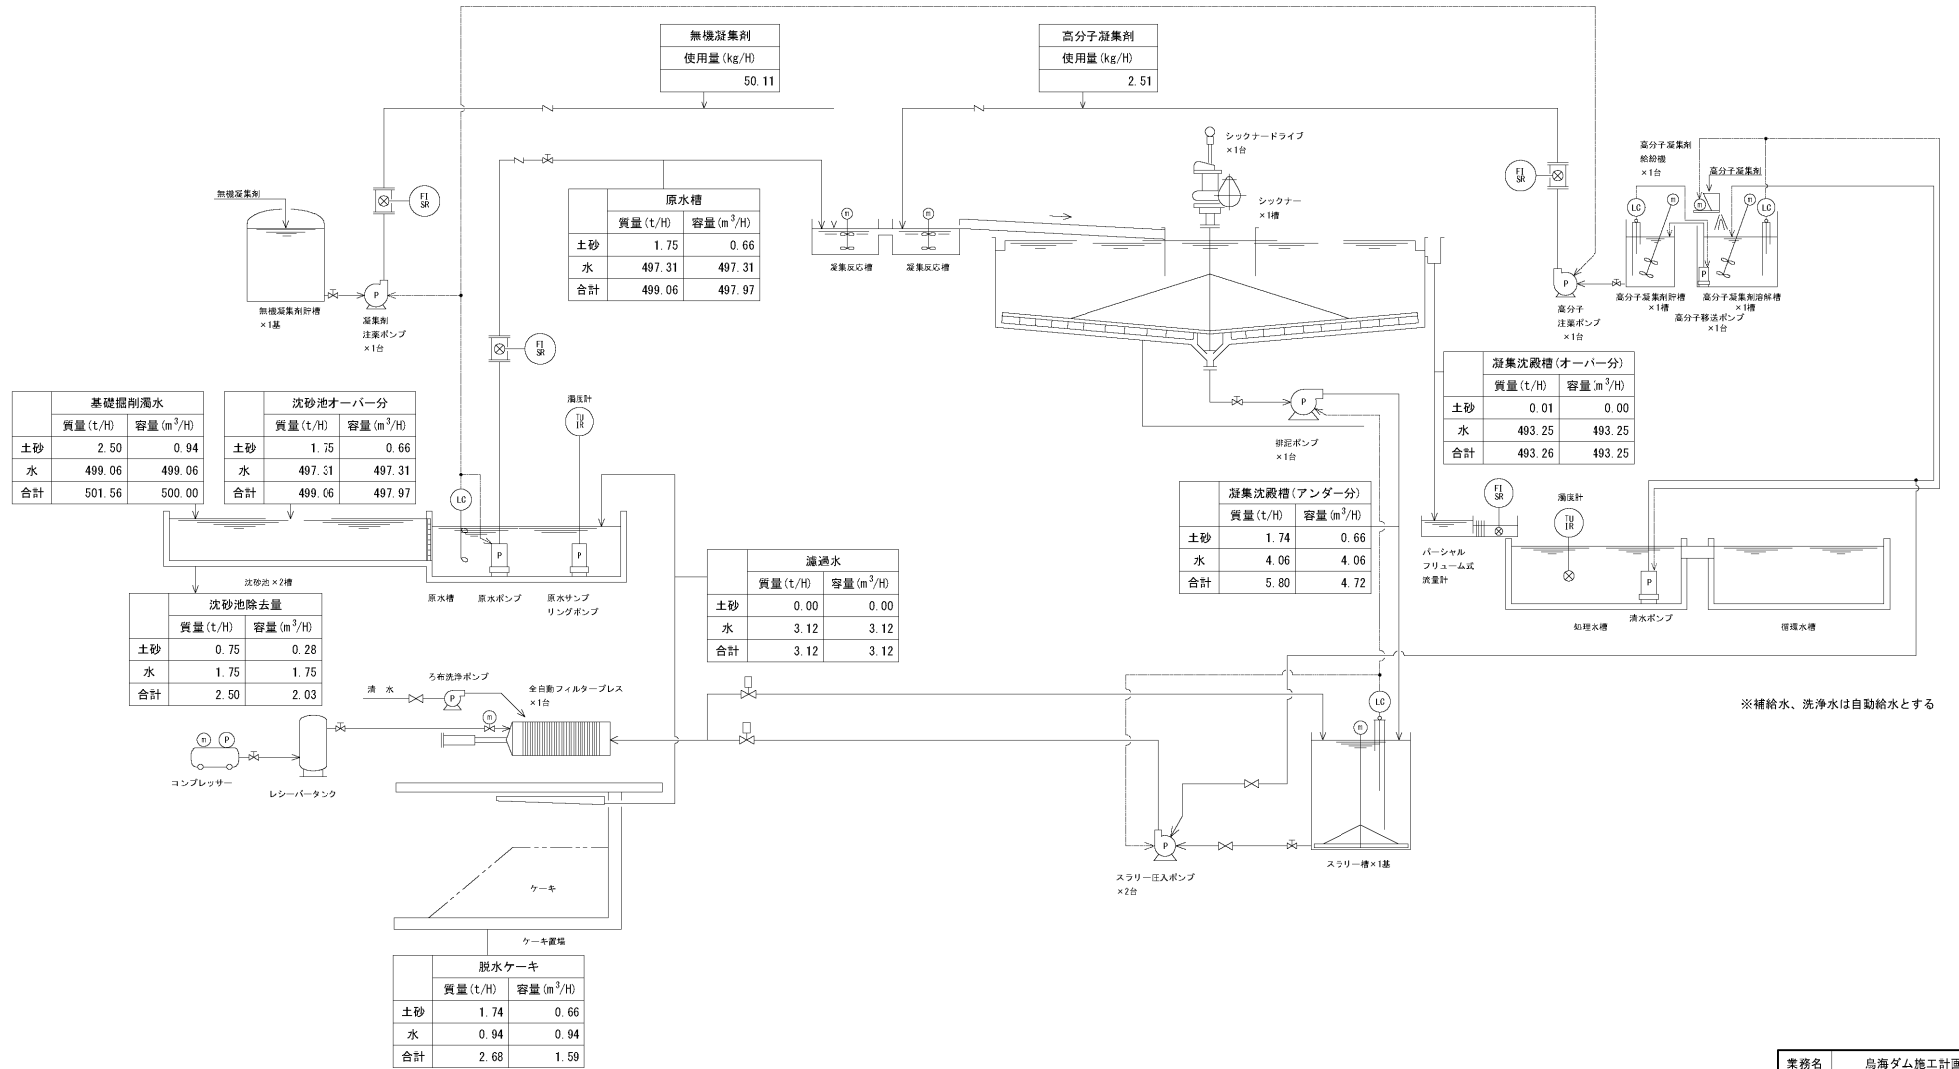 無機凝集剤
使用量(kg/H)
50.11
高分子凝集剤
使用量(kg/H)
2.51
シックナードライブ
×1台
高分子凝集剤
給紛機
×1台
高分子凝集剤
FI
SR
LC
m
m
m
LC
P
無機凝集剤
FI
SR
シックナー
×1槽
原水槽
質量(t/H) 容量(m³/H)
土砂 1.75 0.66
水 497.31 497.31
合計 499.06 497.97
m
m
凝集反応槽
凝集反応槽
P
無機凝集剤貯槽
×1基
凝集剤
注薬ポンプ
×1台
P
高分子
注薬ポンプ
×1台
高分子凝集剤貯槽
×1槽
高分子凝集剤溶解槽
×1槽
高分子移送ポンプ
×1台
FI
SR
凝集沈殿槽(オーバー分)
質量(t/H) 容量(m³/H)
土砂 0.01 0.00
水 493.25 493.25
合計 493.26 493.25
基礎掘削濁水
質量(t/H) 容量(m³/H)
土砂 2.50 0.94
水 499.06 499.06
合計 501.56 500.00
沈砂池オーバー分
質量(t/H) 容量(m³/H)
土砂 1.75 0.66
水 497.31 497.31
合計 499.06 497.97
濁度計
TU
IR
P
排泥ポンプ
×1台
LC
P
P
沈砂池×2槽
原水槽
原水ポンプ
原水サンプ
リングポンプ
凝集沈殿槽(アンダー分)
質量(t/H) 容量(m³/H)
土砂 1.74 0.66
水 4.06 4.06
合計 5.80 4.72
FI
SR
濁度計
TU
IR
パーシャル
フリューム式
流量計
P
清水ポンプ
処理水槽
循環水槽
沈砂池除去量
質量(t/H) 容量(m³/H)
土砂 0.75 0.28
水 1.75 1.75
合計 2.50 2.03
濾過水
質量(t/H) 容量(m³/H)
土砂 0.00 0.00
水 3.12 3.12
合計 3.12 3.12
清 水
ろ布洗浄ポンプ
P
全自動フィルタープレス
×1台
m
m
P
コンプレッサー
レシーバータンク
LC
m
※補給水、洗浄水は自動給水とする
P
スラリー圧入ポンプ
×2台
スラリー槽×1基
ケーキ
ケーキ置場
脱水ケーキ
質量(t/H) 容量(m³/H)
土砂 1.74 0.66
水 0.94 0.94
合計 2.68 1.59
業務名 鳥海ダム施工計画